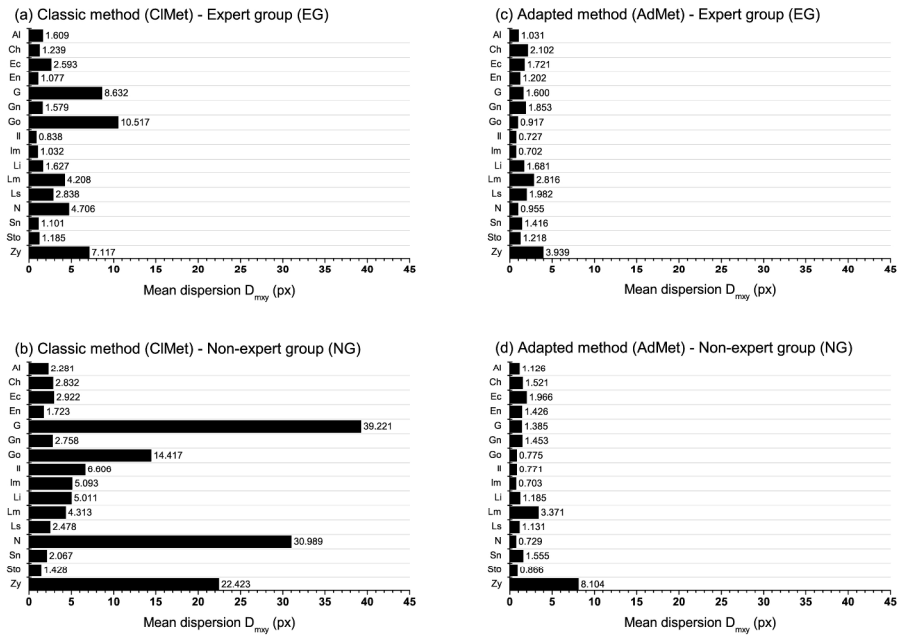 (a) Classic method (ClMet) - Expert group (EG)
Al 1.609
Ch 1.239
Ec 2.593
En 1.077
G 8.632
Gn 1.579
Go 10.517
Il 0.838
Im 1.032
Li 1.627
Lm 4.208
Ls 2.838
N 4.706
Sn 1.101
Sto 1.185
Zy 7.117
0 5 10 15 20 25 30 35 40 45
Mean dispersion Dmxy (px)
(c) Adapted method (AdMet) - Expert group (EG)
Al 1.031
Ch 2.102
Ec 1.721
En 1.202
G 1.600
Gn 1.853
Go 0.917
Il 0.727
Im 0.702
Li 1.681
Lm 2.816
Ls 1.982
N 0.955
Sn 1.416
Sto 1.218
Zy 3.939
0 5 10 15 20 25 30 35 40 45
Mean dispersion Dmxy (px)
(b) Classic method (ClMet) - Non-expert group (NG)
Al 2.281
Ch 2.832
Ec 2.922
En 1.723
G 39.221
Gn 2.758
Go 14.417
Il 6.606
Im 5.093
Li 5.011
Lm 4.313
Ls 2.478
N 30.989
Sn 2.067
Sto 1.428
Zy 22.423
0 5 10 15 20 25 30 35 40 45
Mean dispersion Dmxy (px)
(d) Adapted method (AdMet) - Non-expert group (NG)
Al 1.126
Ch 1.521
Ec 1.966
En 1.426
G 1.385
Gn 1.453
Go 0.775
Il 0.771
Im 0.703
Li 1.185
Lm 3.371
Ls 1.131
N 0.729
Sn 1.555
Sto 0.866
Zy 8.104
0 5 10 15 20 25 30 35 40 45
Mean dispersion Dmxy (px)